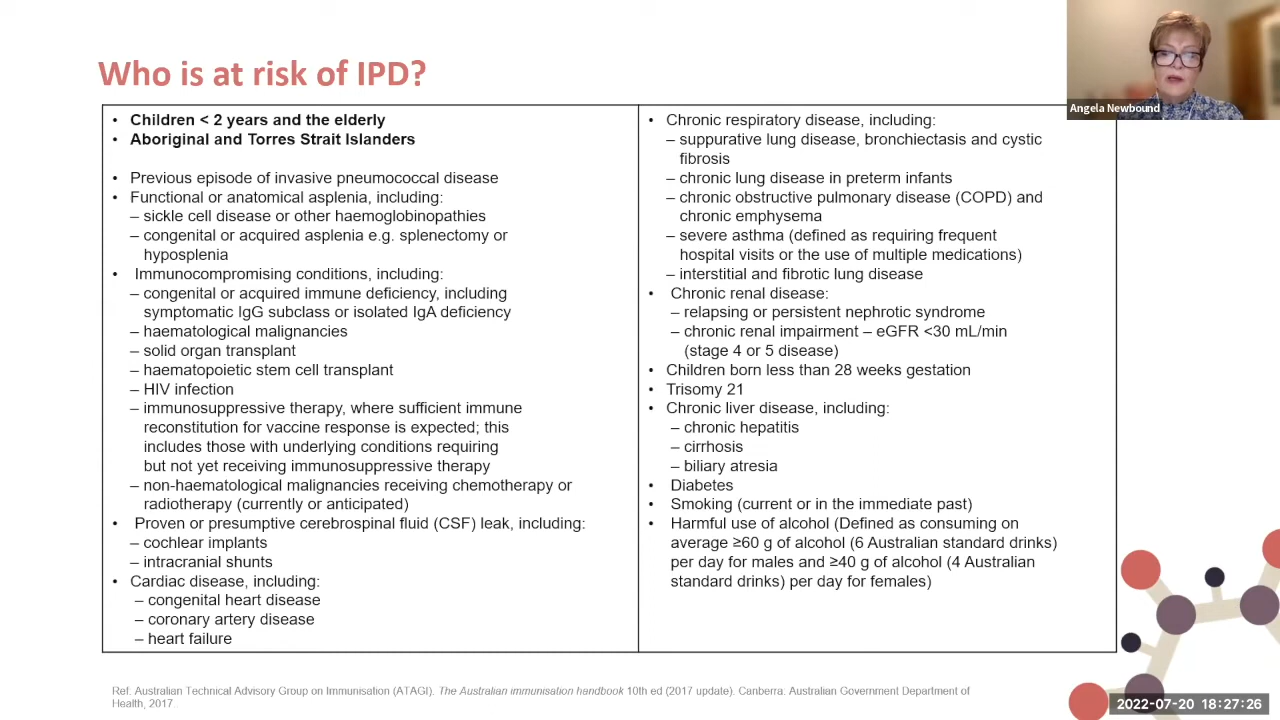 Who is at risk of IPD?
Angela Newbound
• Children < 2 years and the elderly
• Aboriginal and Torres Strait Islanders
• Previous episode of invasive pneumococcal disease
• Functional or anatomical asplenia, including:
– sickle cell disease or other haemoglobinopathies
– congenital or acquired asplenia e.g. splenectomy or
hyposplenia
• Immunocompromising conditions, including:
– congenital or acquired immune deficiency, including
symptomatic IgG subclass or isolated IgA deficiency
– haematological malignancies
– solid organ transplant
– haematopoietic stem cell transplant
– HIV infection
– immunosuppressive therapy, where sufficient immune
reconstitution for vaccine response is expected; this
includes those with underlying conditions requiring
but not yet receiving immunosuppressive therapy
– non-haematological malignancies receiving chemotherapy or
radiotherapy (currently or anticipated)
• Proven or presumptive cerebrospinal fluid (CSF) leak, including:
– cochlear implants
– intracranial shunts
• Cardiac disease, including:
– congenital heart disease
– coronary artery disease
– heart failure
• Chronic respiratory disease, including:
– suppurative lung disease, bronchiectasis and cystic
fibrosis
– chronic lung disease in preterm infants
– chronic obstructive pulmonary disease (COPD) and
chronic emphysema
– severe asthma (defined as requiring frequent
hospital visits or the use of multiple medications)
– interstitial and fibrotic lung disease
• Chronic renal disease:
– relapsing or persistent nephrotic syndrome
– chronic renal impairment – eGFR <30 mL/min
(stage 4 or 5 disease)
• Children born less than 28 weeks gestation
• Trisomy 21
• Chronic liver disease, including:
– chronic hepatitis
– cirrhosis
– biliary atresia
• Diabetes
• Smoking (current or in the immediate past)
• Harmful use of alcohol (Defined as consuming on
average ≥60 g of alcohol (6 Australian standard drinks)
per day for males and ≥40 g of alcohol (4 Australian
standard drinks) per day for females)
Ref. Australian Technical Advisory Group on Immunisation (ATAGI). The Australian immunisation handbook 10th ed (2017 update). Canberra: Australian Government Department of
Health, 2017.
2022-07-20 18:27:26